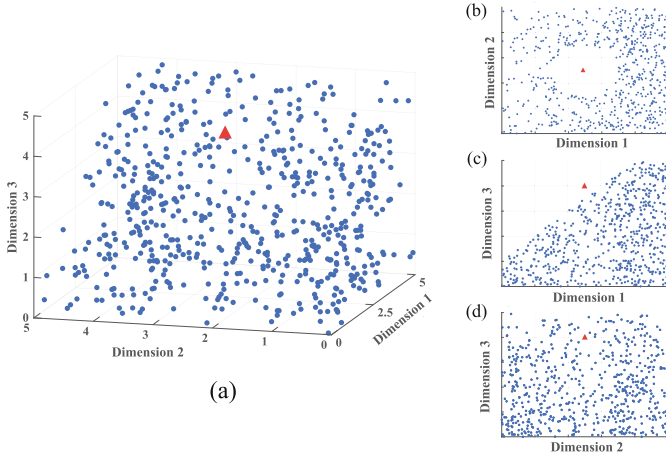 (b)
Dimension 2
Dimension 1
5
4
3
2
1
0
Dimension 3
5
4
3
2
1
0
Dimension 2
0
2.5
5
Dimension 1
(a)
(c)
Dimension 3
Dimension 1
(d)
Dimension 3
Dimension 2